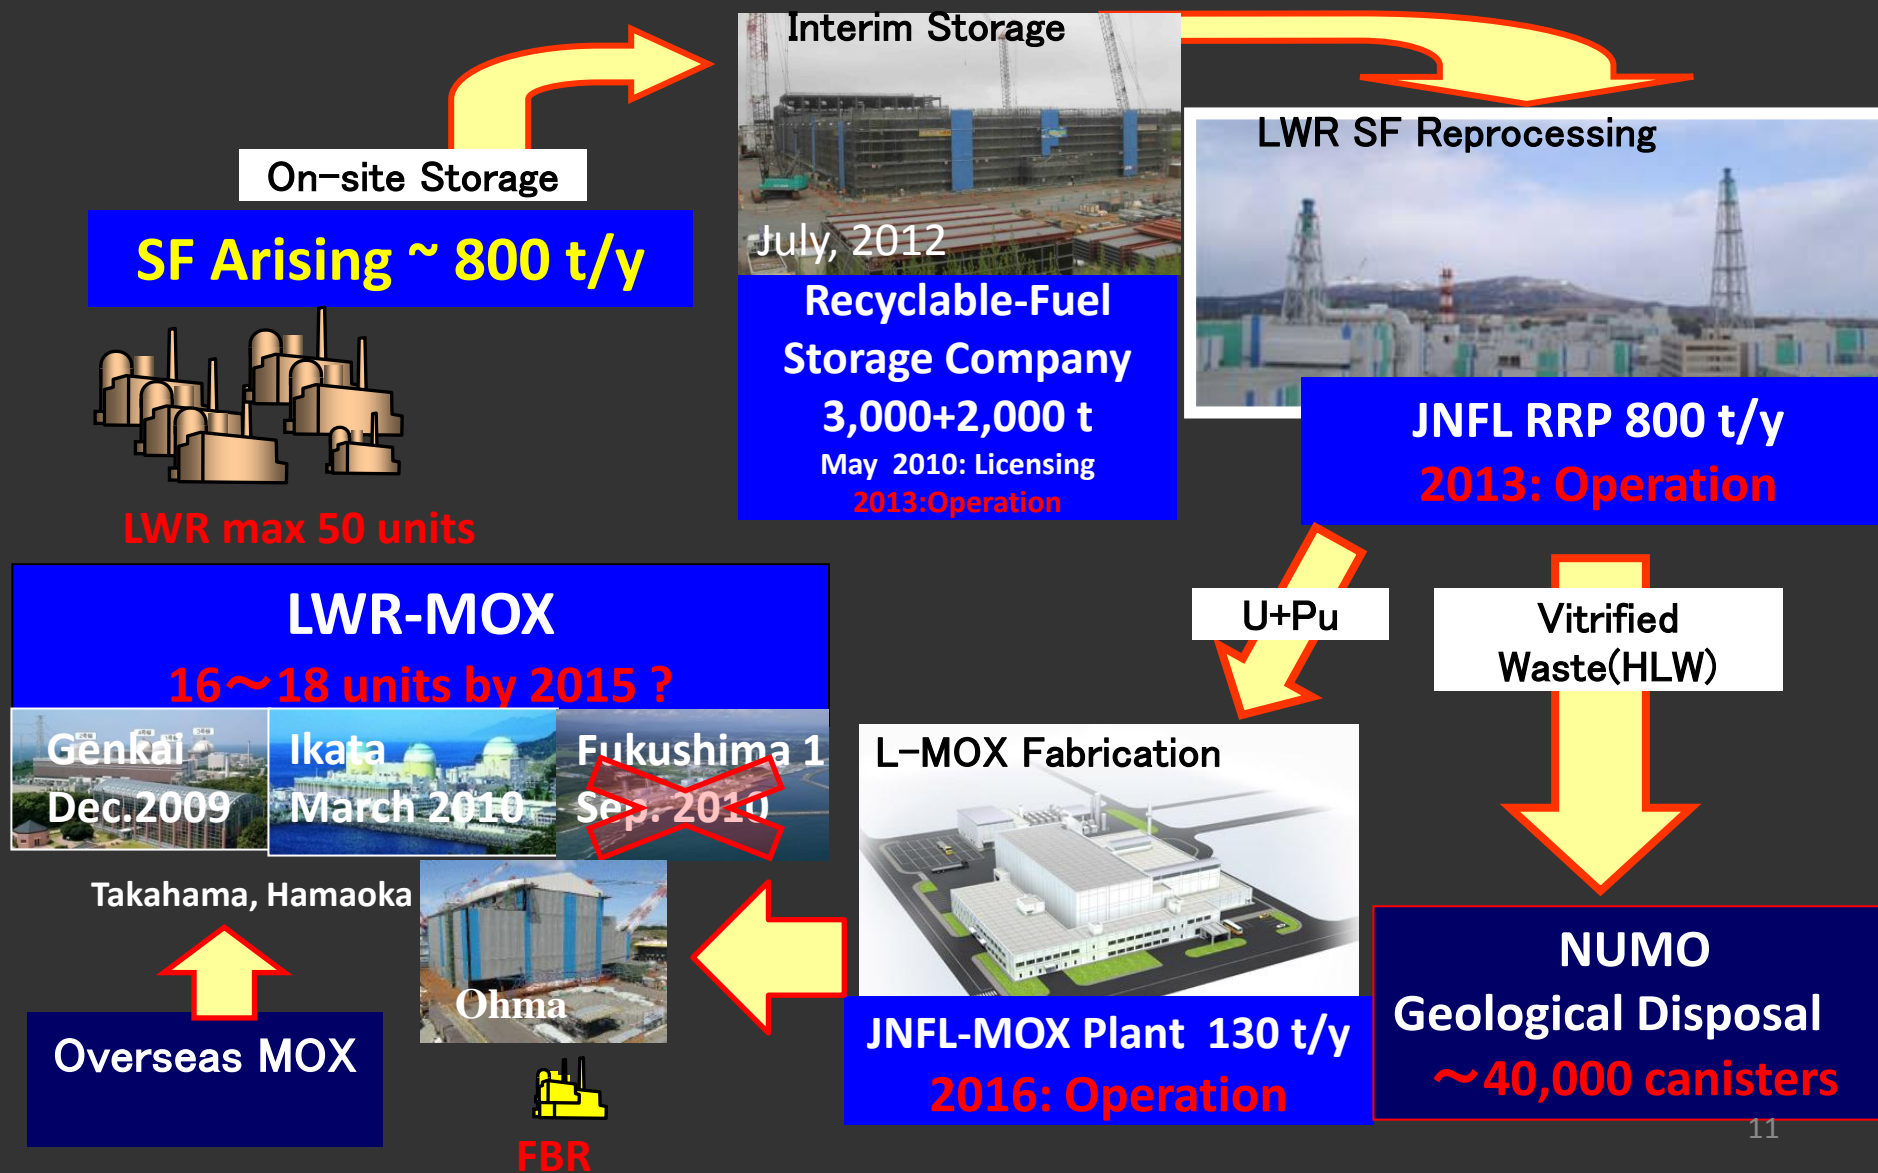 Interim Storage
LWR SF Reprocessing
On-site Storage
SF Arising ~ 800 t/y
July, 2012
Recyclable-Fuel
Storage Company
3,000+2,000 t
May 2010: Licensing
2013:Operation
JNFL RRP 800 t/y
2013: Operation
LWR max 50 units
LWR-MOX
16～18 units by 2015 ?
U+Pu
Vitrified
Waste(HLW)
Genkai
Dec.2009
Ikata
March 2010
Fukushima 1
Sep. 2010
L-MOX Fabrication
Takahama, Hamaoka
Ohma
Overseas MOX
JNFL-MOX Plant 130 t/y
2016: Operation
NUMO
Geological Disposal
～40,000 canisters
FBR
11